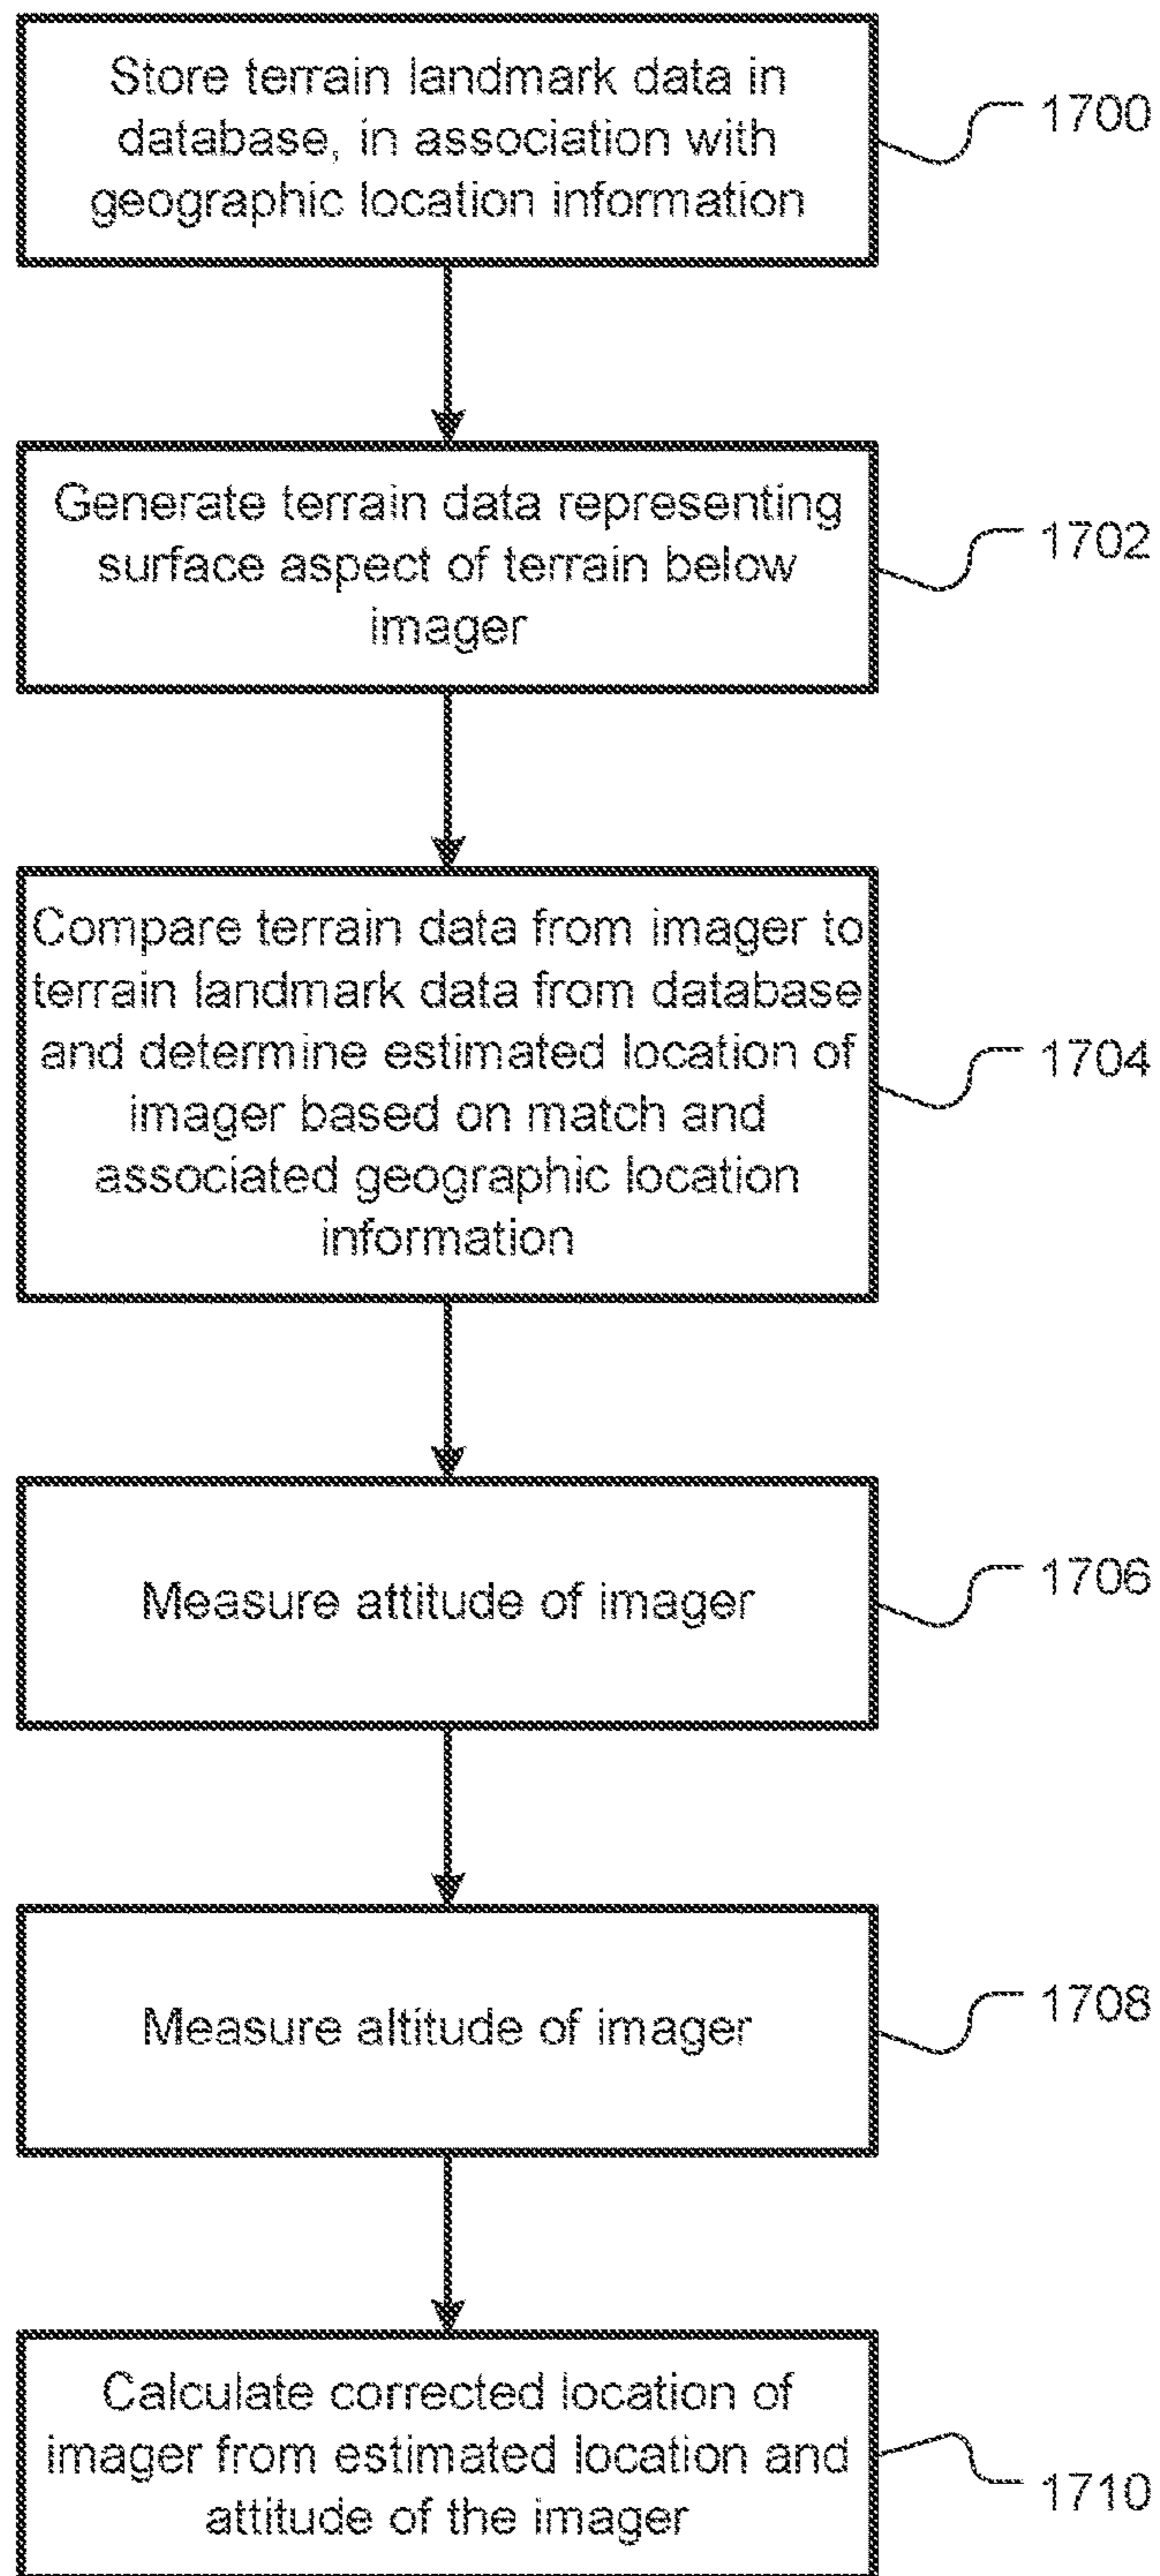 Store terrain landmark data in
database, in association with
geographic location information
1700
Generate terrain data representing
surface aspect of terrain below
imager
1702
Compare terrain data from imager to
terrain landmark data from database
and determine estimated location of
imager based on match and
associated geographic location
information
1704
Measure attitude of imager
1706
Measure altitude of imager
1708
Calculate corrected location of
imager from estimated location and
attitude of the imager
1710